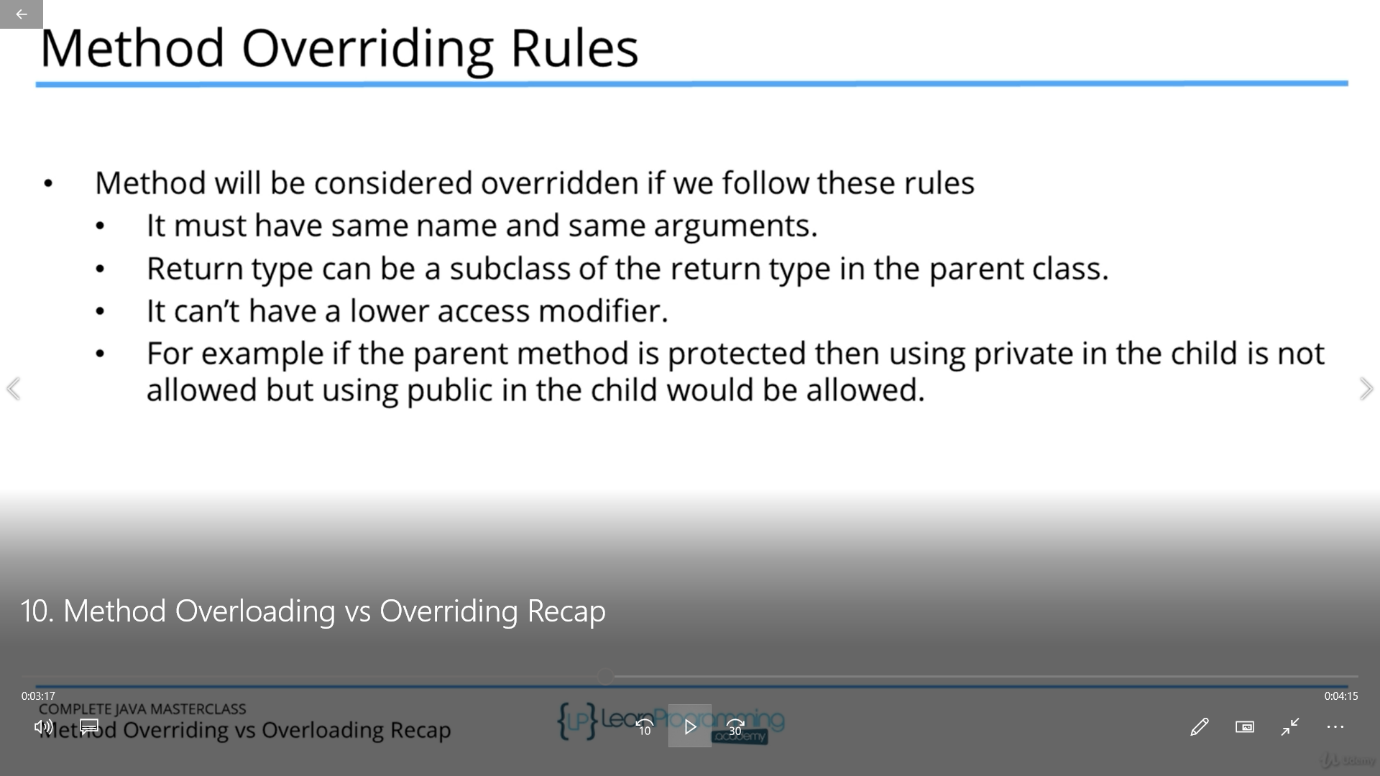 Method Overriding Rules
• Method will be considered overridden if we follow these rules
• It must have same name and same arguments.
• Return type can be a subclass of the return type in the parent class.
• It can't have a lower access modifier.
• For example if the parent method is protected then using private in the child is not
allowed but using public in the child would be allowed.
10. Method Overloading vs Overriding Recap
0:03:17
0:04:15
COMPLETE JAVA MASTERCLASS
Method Overriding vs Overloading Recap
{LP} LearnProgramming
academy
10
30
Udemy